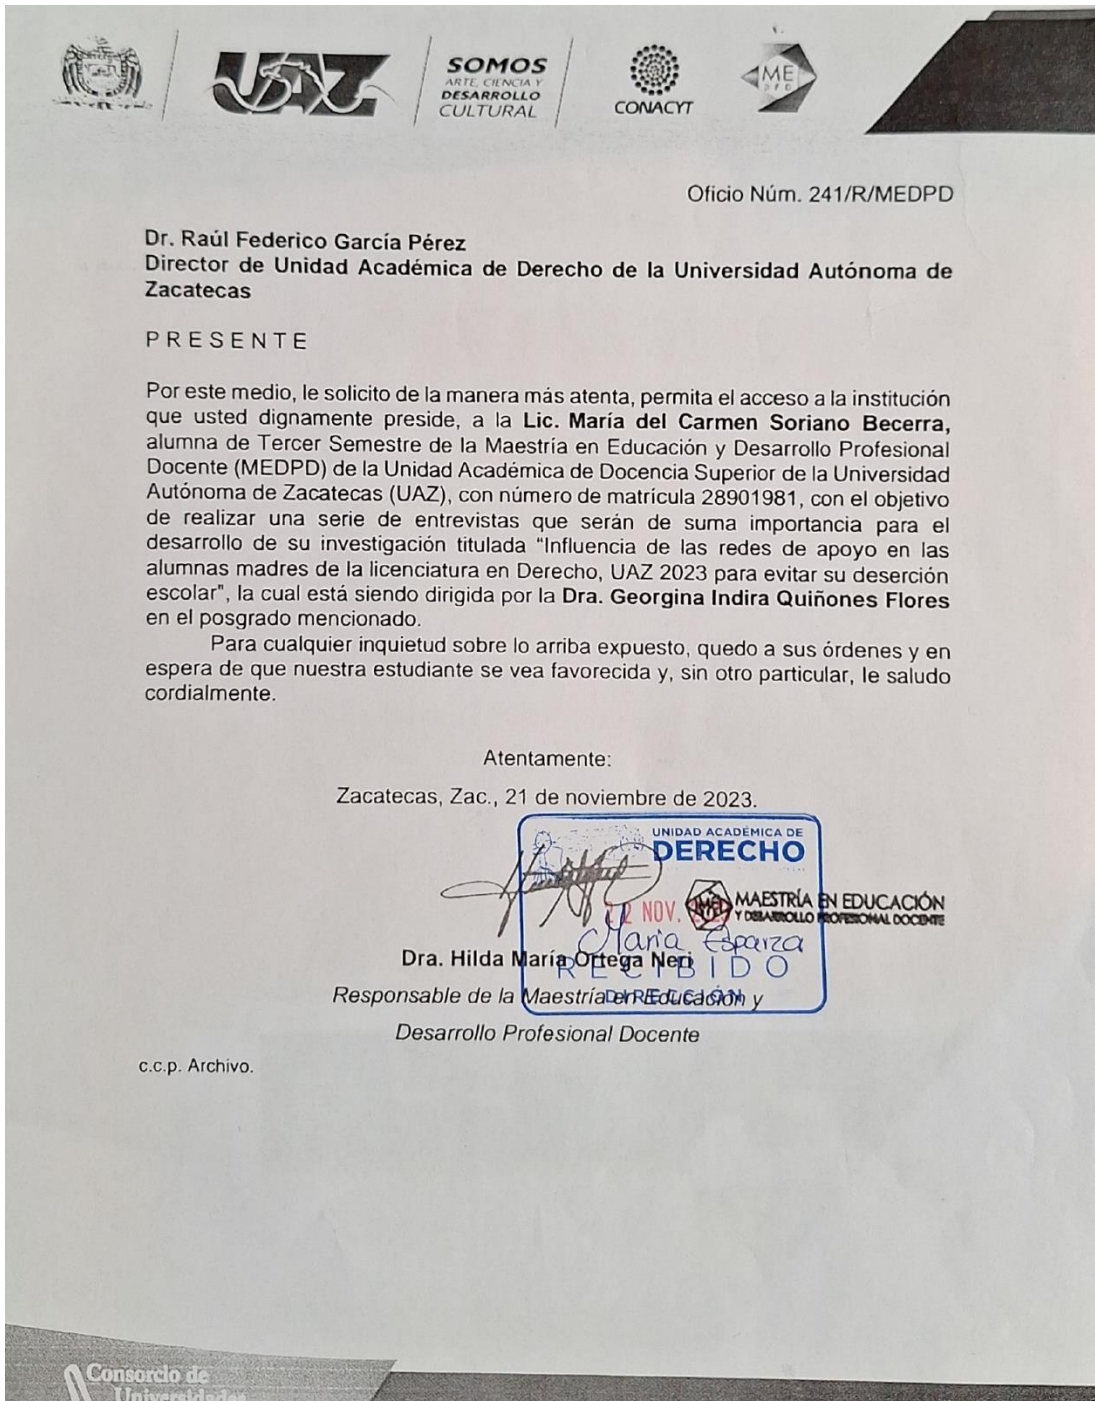 UAZ
SOMOS
ARTE, CIENCIA Y
DESARROLLO
CULTURAL
CONACYT
ME
DPD
Oficio Núm. 241/R/MEDPD
Dr. Raúl Federico García Pérez
Director de Unidad Académica de Derecho de la Universidad Autónoma de
Zacatecas
P R E S E N T E
Por este medio, le solicito de la manera más atenta, permita el acceso a la institución
que usted dignamente preside, a la Lic. María del Carmen Soriano Becerra,
alumna de Tercer Semestre de la Maestría en Educación y Desarrollo Profesional
Docente (MEDPD) de la Unidad Académica de Docencia Superior de la Universidad
Autónoma de Zacatecas (UAZ), con número de matrícula 28901981, con el objetivo
de realizar una serie de entrevistas que serán de suma importancia para el
desarrollo de su investigación titulada “Influencia de las redes de apoyo en las
alumnas madres de la licenciatura en Derecho, UAZ 2023 para evitar su deserción
escolar", la cual está siendo dirigida por la Dra. Georgina Indira Quiñones Flores
en el posgrado mencionado.
Para cualquier inquietud sobre lo arriba expuesto, quedo a sus órdenes y en
espera de que nuestra estudiante se vea favorecida y, sin otro particular, le saludo
cordialmente.
Atentamente:
Zacatecas, Zac., 21 de noviembre de 2023.
UNIDAD ACADÉMICA DE
DERECHO
MAESTRÍA EN EDUCACIÓN
22 NOV.
Y DESARROLLO PROFESIONAL DOCENTE
Maria Esparza
Dra. Hilda María Ortega Neri
RECIBIDO
Responsable de la Maestría en Educación y
DIRECCIÓN
Desarrollo Profesional Docente
c.c.p. Archivo.
Consorcio de
Universidades